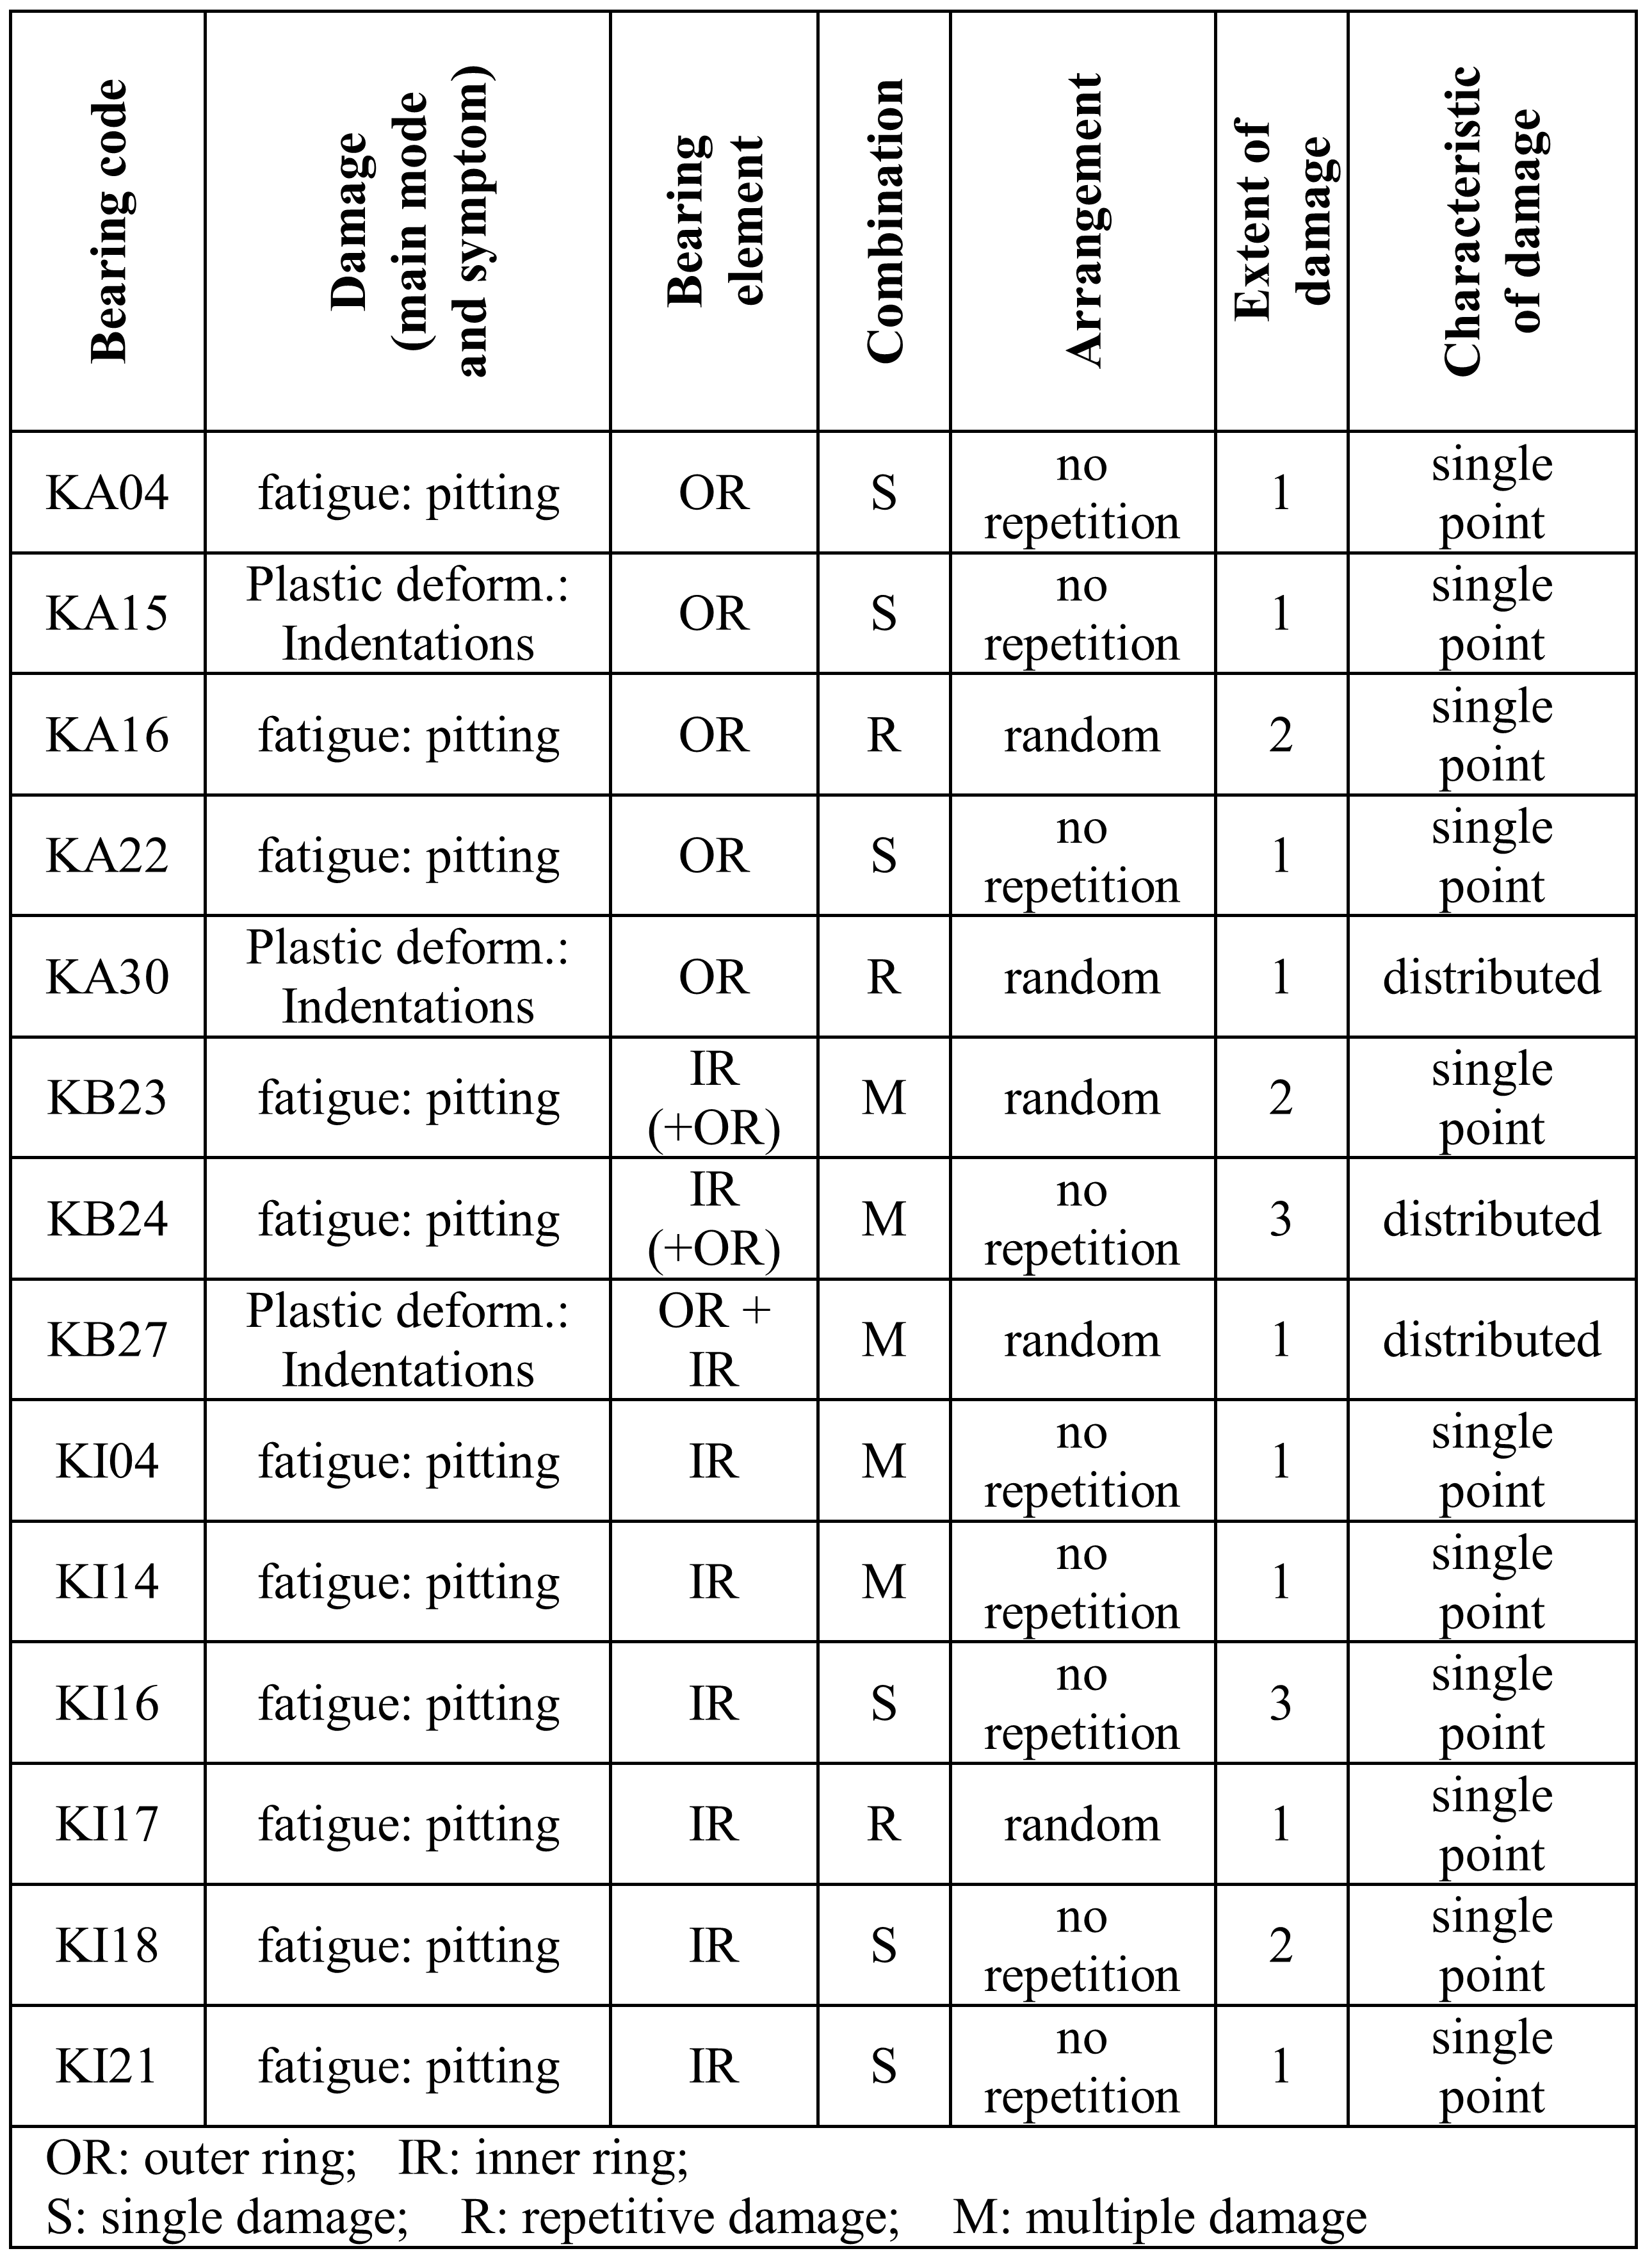 Bearing code
Damage
(main mode
and symptom)
Bearing
element
Combination
Arrangement
Extent of
damage
Characteristic
of damage
KA04
fatigue: pitting
OR
S
no
repetition
1
single
point
KA15
Plastic deform.:
Indentations
OR
S
no
repetition
1
single
point
KA16
fatigue: pitting
OR
R
random
2
single
point
KA22
fatigue: pitting
OR
S
no
repetition
1
single
point
KA30
Plastic deform.:
Indentations
OR
R
random
1
distributed
KB23
fatigue: pitting
IR
(+OR)
M
random
2
single
point
KB24
fatigue: pitting
IR
(+OR)
M
no
repetition
3
distributed
KB27
Plastic deform.:
Indentations
OR +
IR
M
random
1
distributed
KI04
fatigue: pitting
IR
M
no
repetition
1
single
point
KI14
fatigue: pitting
IR
M
no
repetition
1
single
point
KI16
fatigue: pitting
IR
S
no
repetition
3
single
point
KI17
fatigue: pitting
IR
R
random
1
single
point
KI18
fatigue: pitting
IR
S
no
repetition
2
single
point
KI21
fatigue: pitting
IR
S
no
repetition
1
single
point
OR: outer ring; IR: inner ring;
S: single damage; R: repetitive damage; M: multiple damage